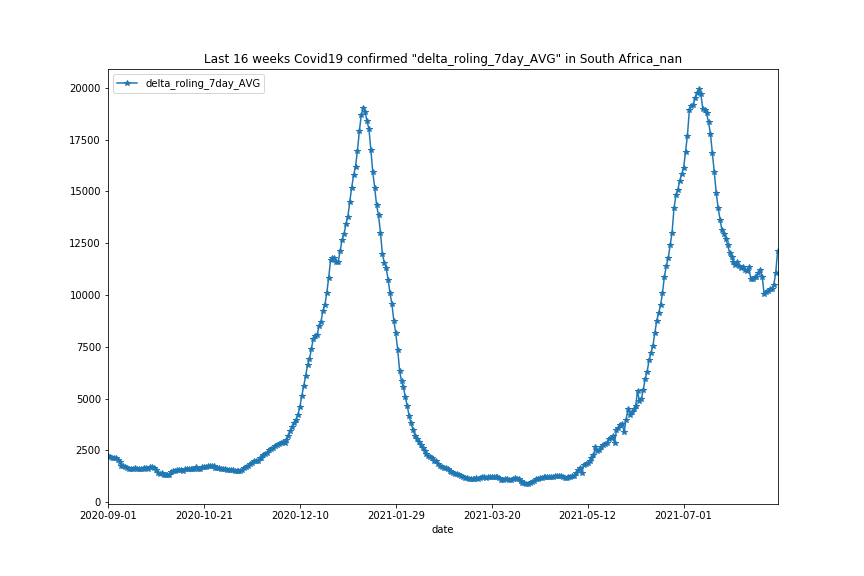 Last 16 weeks Covid19 confirmed "delta_roling_7day_AVG" in South Africa_nan
delta_roling_7day_AVG
20000
17500
15000
12500
10000
7500
5000
2500
0
2020-09-01 2020-10-21 2020-12-10 2021-01-29 2021-03-20 2021-05-12 2021-07-01
date